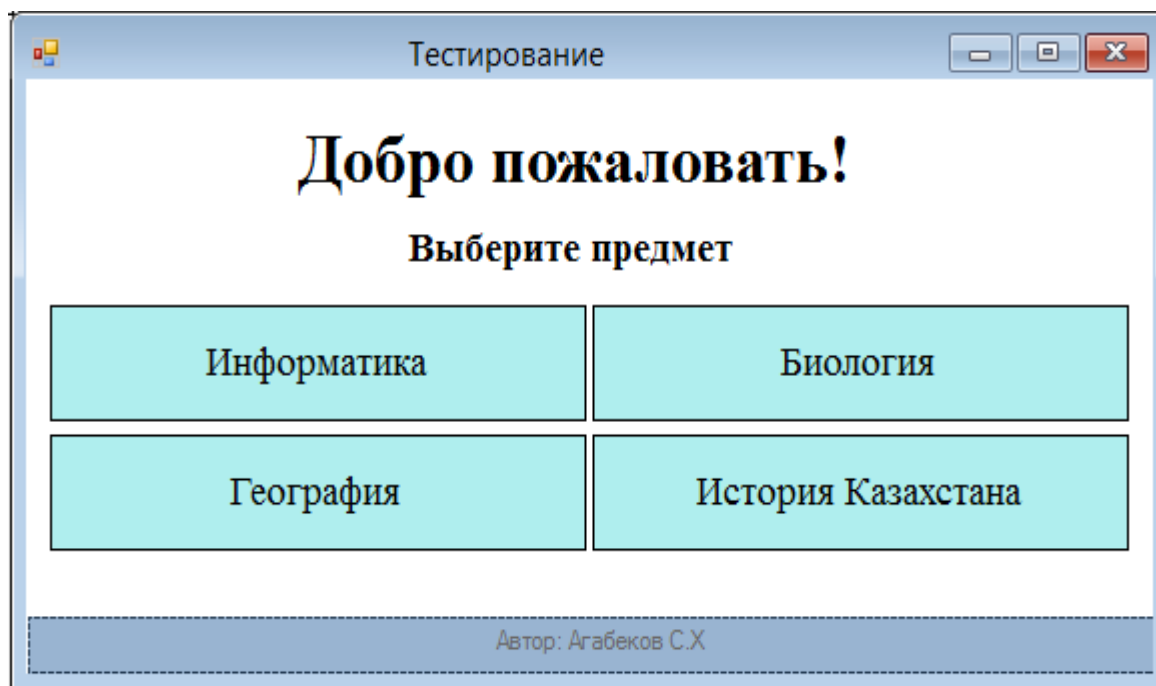 Тестирование
Добро пожаловать!
Выберите предмет
Информатика
Биология
География
История Казахстана
Автор: Агабеков С.Х